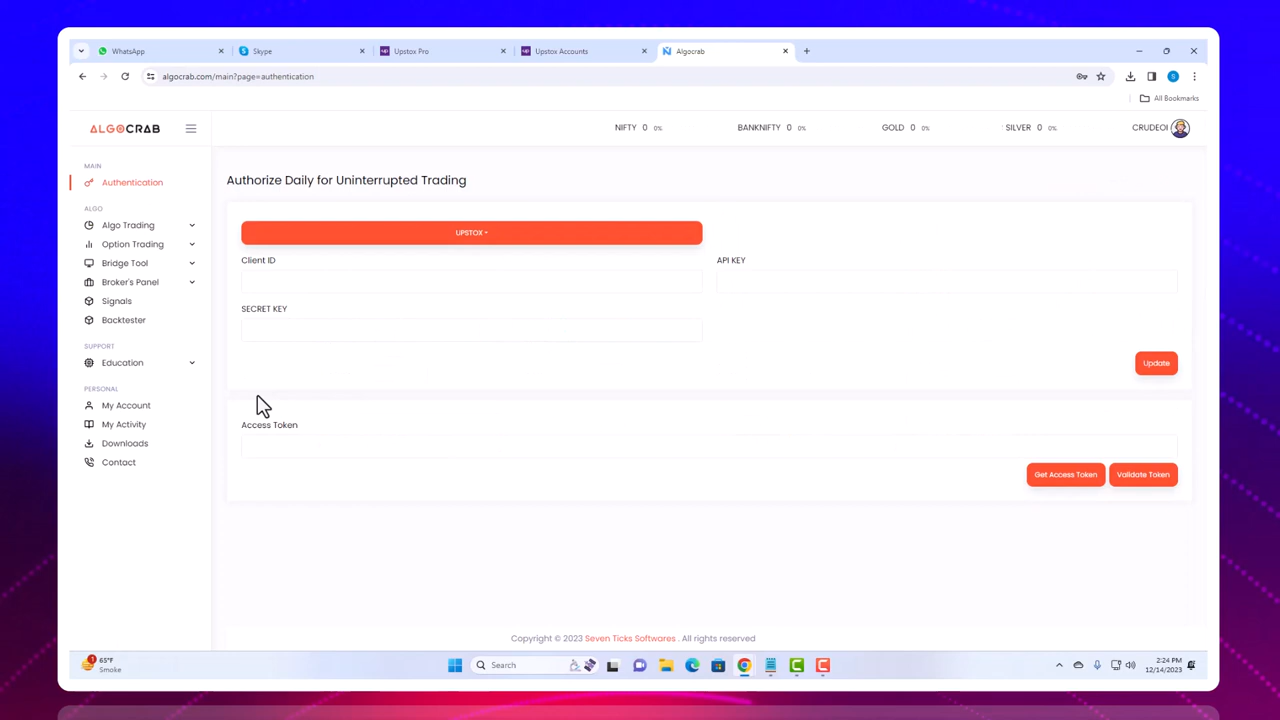 WhatsApp
Skype
Upstox Pro
Upstox Accounts
Algocrab
algocrab.com/main?page=authentication
S
All Bookmarks
ALGOCRAB
NIFTY 0 0%
BANKNIFTY 0 0%
GOLD 0 0%
SILVER 0 0%
CRUDEOI
MAIN
Authentication
ALGO
Algo Trading
Option Trading
Bridge Tool
Broker's Panel
Signals
Backtester
SUPPORT
Education
PERSONAL
My Account
My Activity
Downloads
Contact
Authorize Daily for Uninterrupted Trading
UPSTOX
Client ID
API KEY
SECRET KEY
Update
Access Token
Get Access Token
Validate Token
Copyright © 2023 Seven Ticks Softwares . All rights reserved
1
65°F
Smoke
Search
2:24 PM
12/14/2023